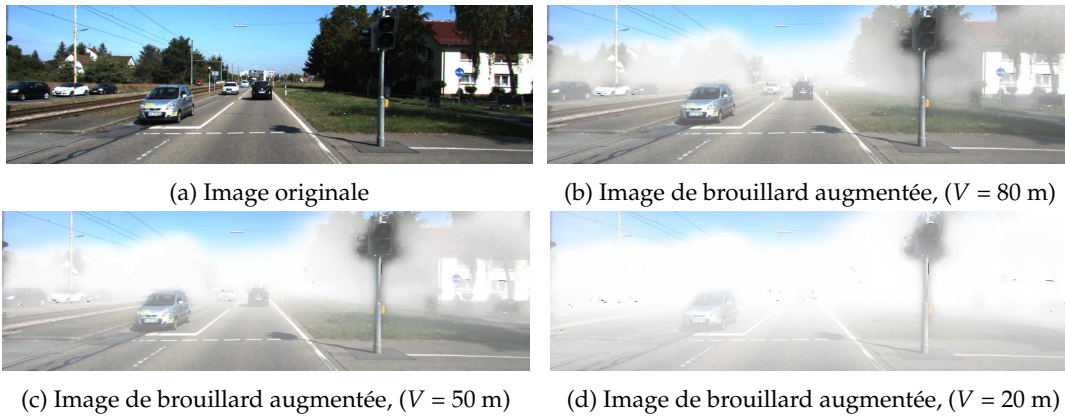 (a) Image originale
(b) Image de brouillard augmentée, (V = 80 m)
(c) Image de brouillard augmentée, (V = 50 m)
(d) Image de brouillard augmentée, (V = 20 m)